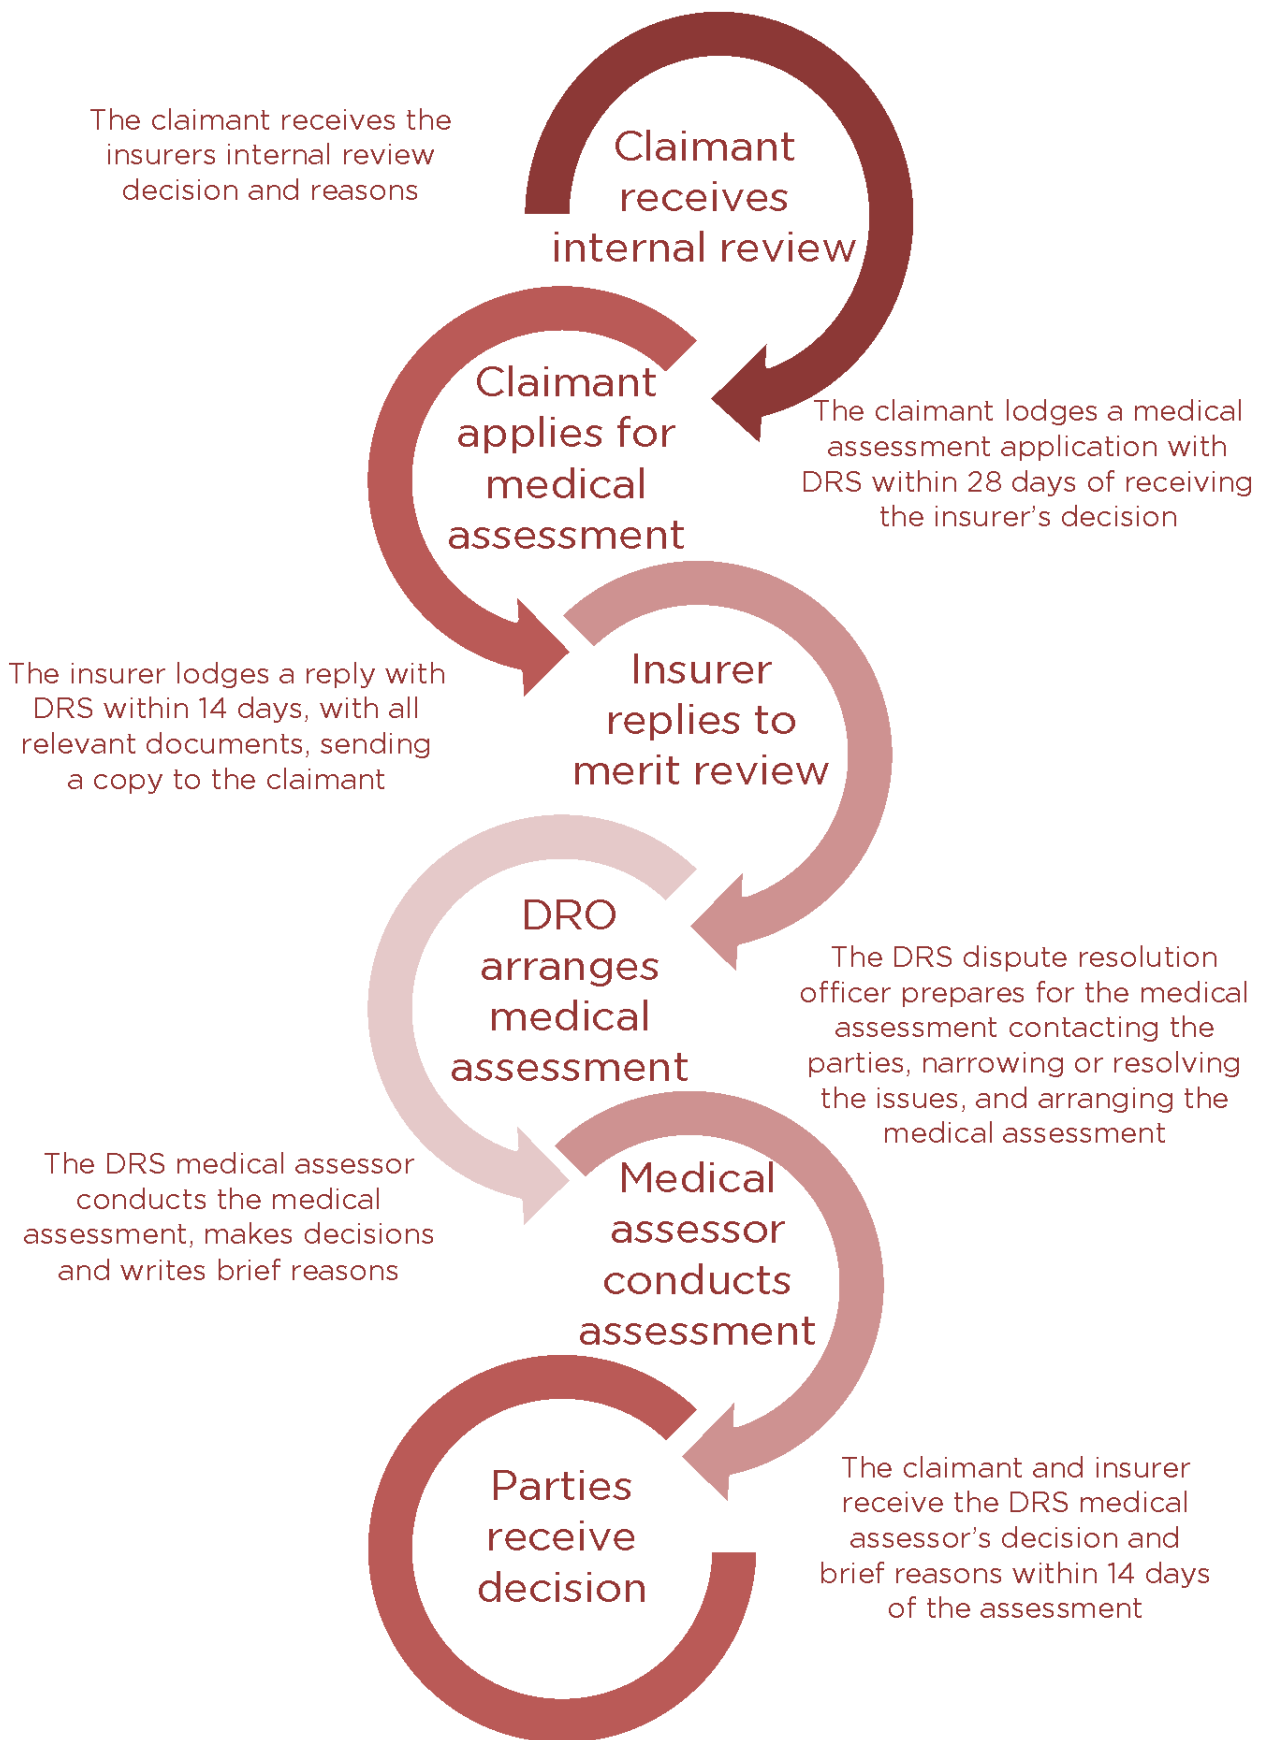 The claimant receives the
insurers internal review
decision and reasons
Claimant
receives
internal review
Claimant
applies for
medical
assessment
The claimant lodges a medical
assessment application with
DRS within 28 days of receiving
the insurer’s decision
The insurer lodges a reply with
DRS within 14 days, with all
relevant documents, sending
a copy to the claimant
Insurer
replies to
merit review
DRO
arranges
medical
assessment
The DRS dispute resolution
officer prepares for the medical
assessment contacting the
parties, narrowing or resolving
the issues, and arranging the
medical assessment
The DRS medical assessor
conducts the medical
assessment, makes decisions
and writes brief reasons
Medical
assessor
conducts
assessment
Parties
receive
decision
The claimant and insurer
receive the DRS medical
assessor’s decision and
brief reasons within 14 days
of the assessment